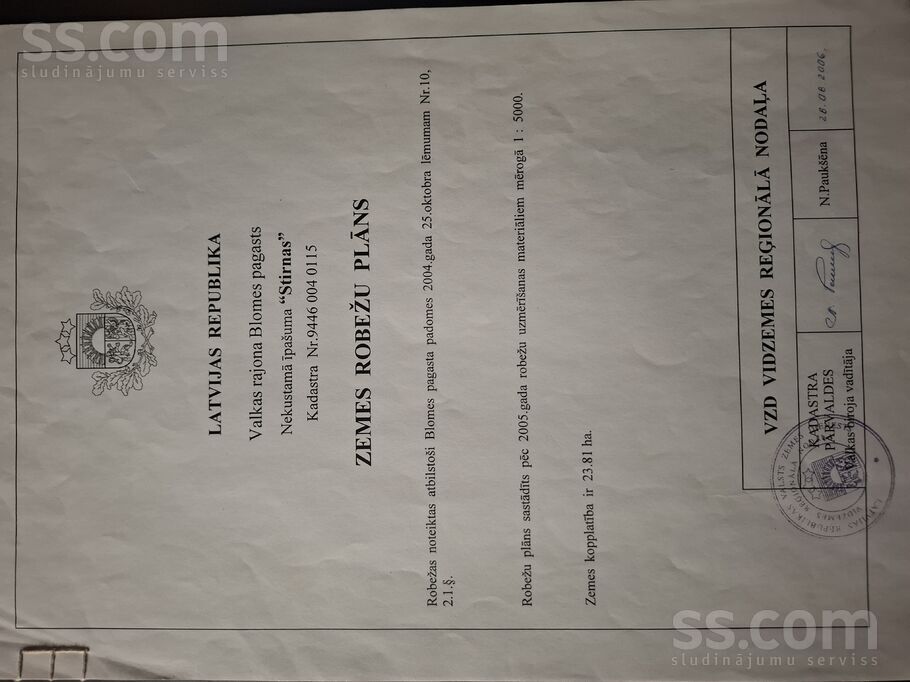 ss.com
sludinājumu serviss
LATVIJAS REPUBLIKA
Valkas rajona Blomes pagasts
Nekustamā īpašuma “Stirnas”
Kadastra Nr.9446 004 0115
ZEMES ROBEŽU PLĀNS
Robežas noteiktas atbilstoši Blomes pagasta padomes 2004.gada 25.oktobra lēmumam Nr.10,
2.1.§.
Robežu plāns sastādīts pēc 2005.gada robežu uzmērīšanas materiāliem mērogā 1 : 5000.
Zemes kopplatība ir 23.81 ha.
VZD VIDZEMES REĢIONĀLĀ NODAĻA
KADASTRA
PĀRVALDES
Valkas biroja vadītāja
N.Paukšēna
28.08 2006.
ss.com
sludinājumu serviss